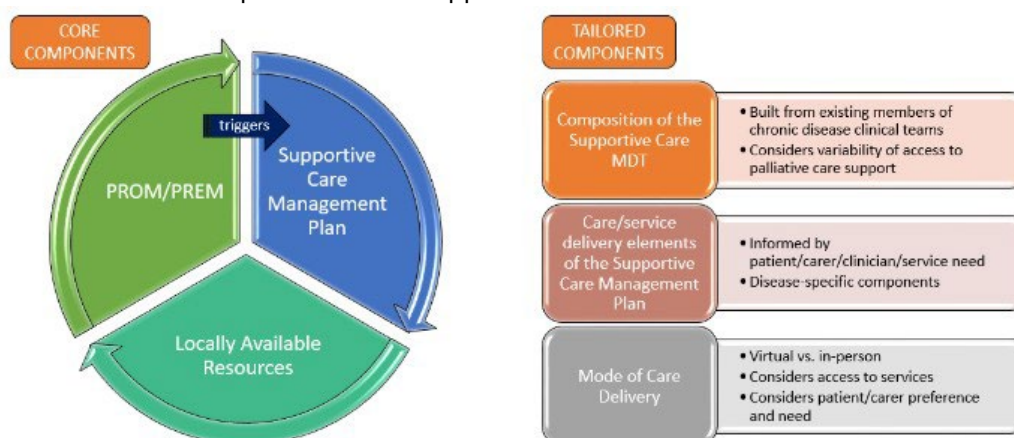 CORE
COMPONENTS
triggers
PROM/PREM
Supportive
Care
Management
Plan
Locally Available
Resources
TAILORED
COMPONENTS
Composition of the
Supportive Care
MDT
• Built from existing members of
chronic disease clinical teams
• Considers variability of access to
palliative care support
Care/service
delivery elements
of the Supportive
Care Management
Plan
• Informed by
patient/carer/clinician/service need
• Disease-specific components
Mode of Care
Delivery
• Virtual vs. in-person
• Considers access to services
• Considers patient/carer preference
and need